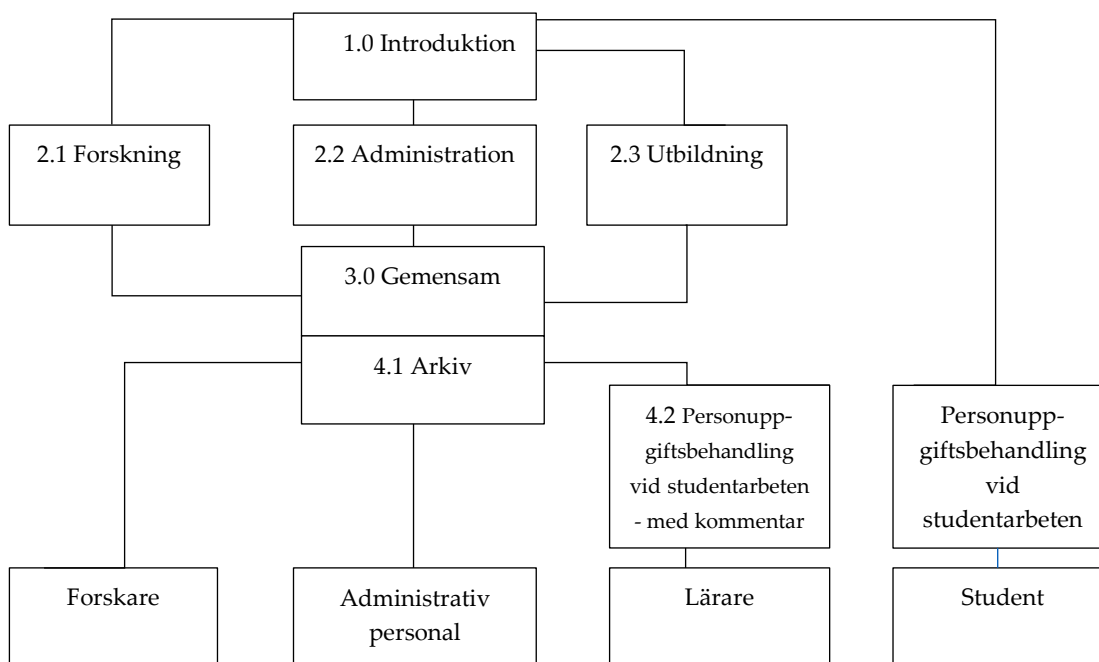 1.0 Introduktion
2.1 Forskning
2.2 Administration
2.3 Utbildning
3.0 Gemensam
4.1 Arkiv
4.2 Personupp-
giftsbehandling
vid studentarbeten
- med kommentar
Personupp-
giftsbehandling
vid
studentarbeten
Forskare
Administrativ
personal
Lärare
Student